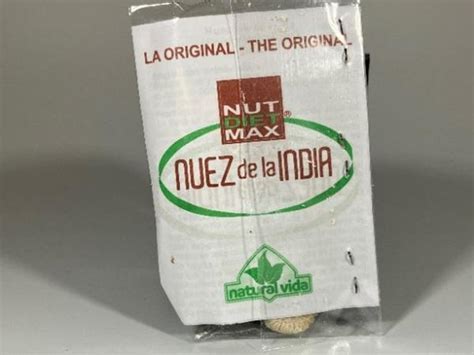 LA ORIGINAL - THE ORIGINAL
NUT
DIET
MAX®
NUEZ de la INDIA
natural vida